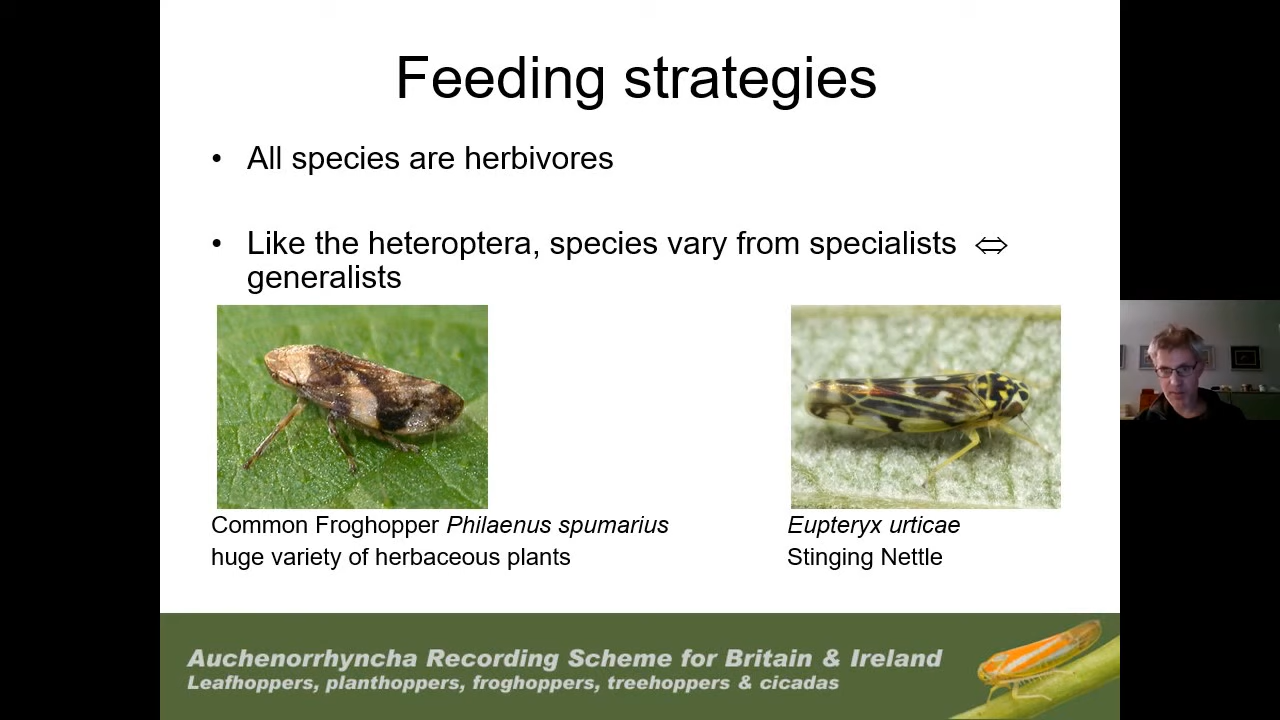 Feeding strategies
• All species are herbivores
• Like the heteroptera, species vary from specialists ⇔
generalists
Common Froghopper Philaenus spumarius
huge variety of herbaceous plants
Eupteryx urticae
Stinging Nettle
Auchenorrhyncha Recording Scheme for Britain & Ireland
Leafhoppers, planthoppers, froghoppers, treehoppers & cicadas